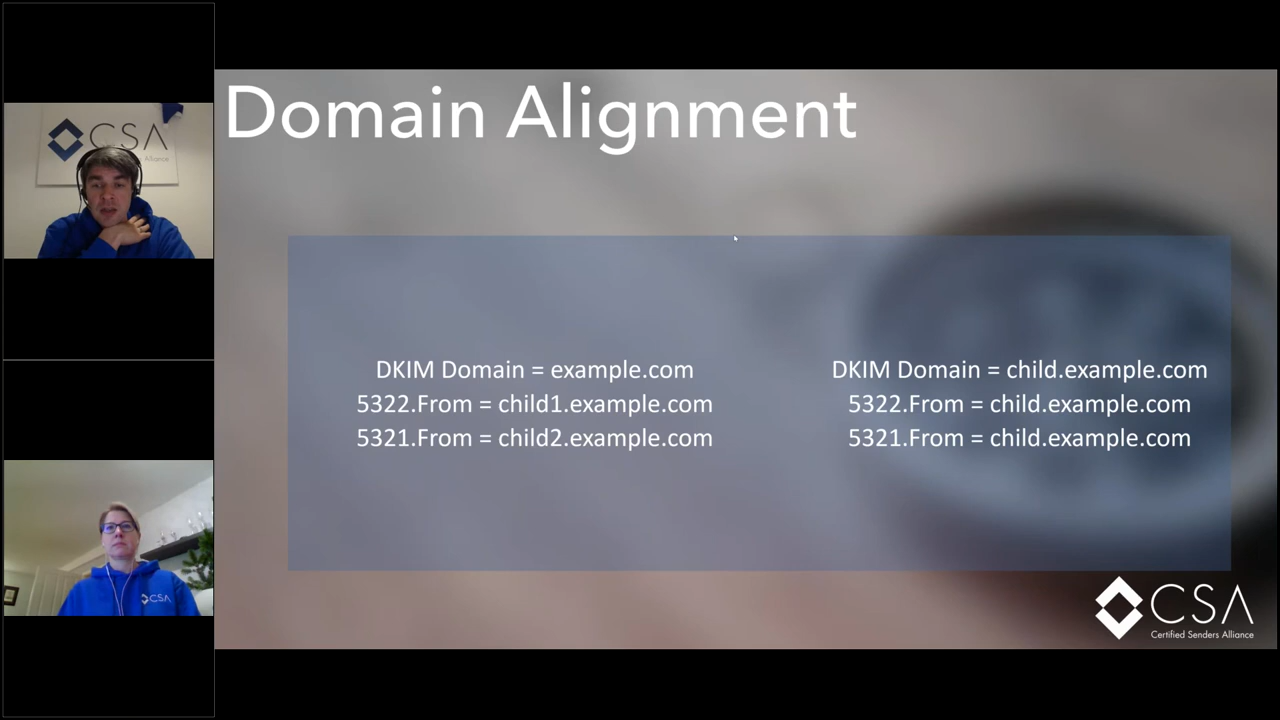 Domain Alignment
DKIM Domain = example.com
5322.From = child1.example.com
5321.From = child2.example.com
DKIM Domain = child.example.com
5322.From = child.example.com
5321.From = child.example.com
CSA
Certified Senders Alliance
CSA
Alliance
CSA